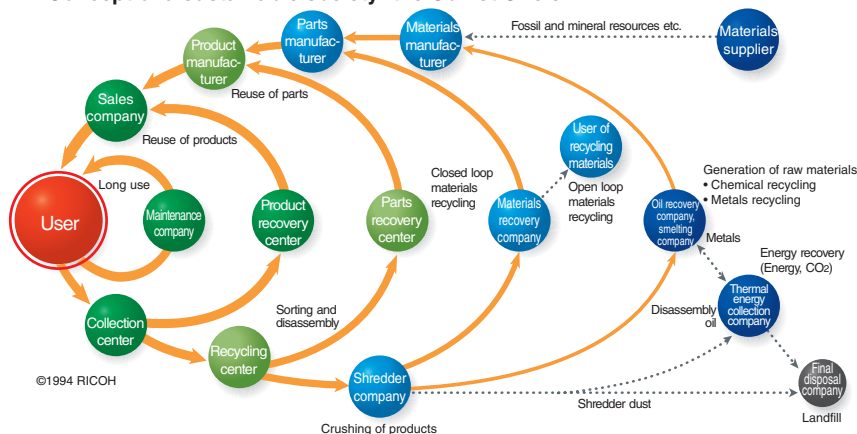 Product
manufac-
turer
Parts
manufac-
turer
Materials
manufac-
turer
Fossil and mineral resources etc.
Materials
supplier
Sales
company
Reuse of parts
Reuse of products
User of
recycling
materials
Long use
Closed loop
materials
recycling
Open loop
materials
recycling
Generation of raw materials
• Chemical recycling
• Metals recycling
User
Maintenance
company
Product
recovery
center
Parts
recovery
center
Materials
recovery
company
Oil recovery
company,
smelting
company
Metals
Energy recovery
(Energy, CO2)
Thermal
energy
collection
company
Collection
center
Sorting and
disassembly
Disassembly
oil
Recycling
center
©1994 RICOH
Shredder
company
Crushing of products
Shredder dust
Final
disposal
company
Landfill